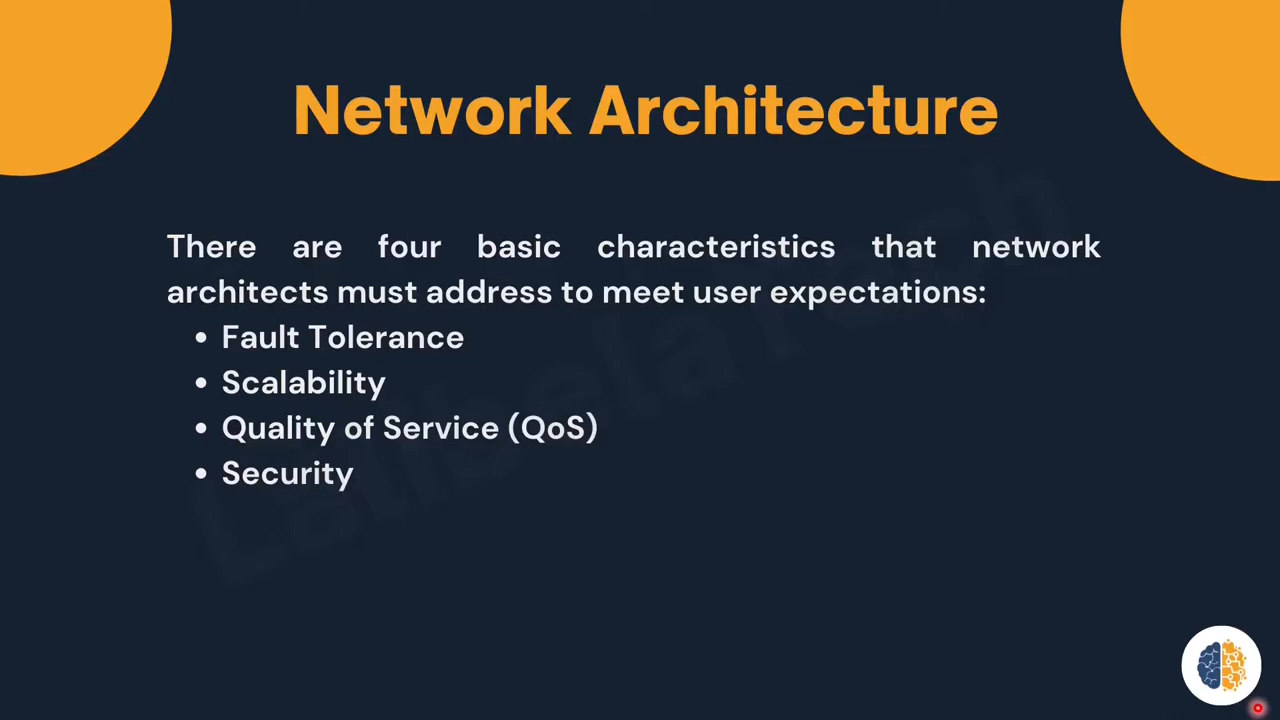 Network Architecture
There are four basic characteristics that network
architects must address to meet user expectations:
• Fault Tolerance
• Scalability
• Quality of Service (QoS)
• Security